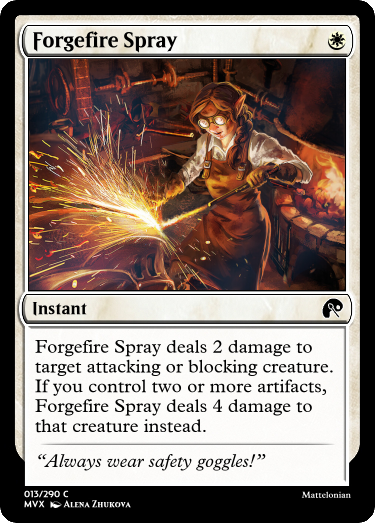 Forgefire Spray
Instant
Forgefire Spray deals 2 damage to
target attacking or blocking creature.
If you control two or more artifacts,
Forgefire Spray deals 4 damage to
that creature instead.
“Always wear safety goggles!”
013/290 C
MVX Alena Zhukova
Mattelonian